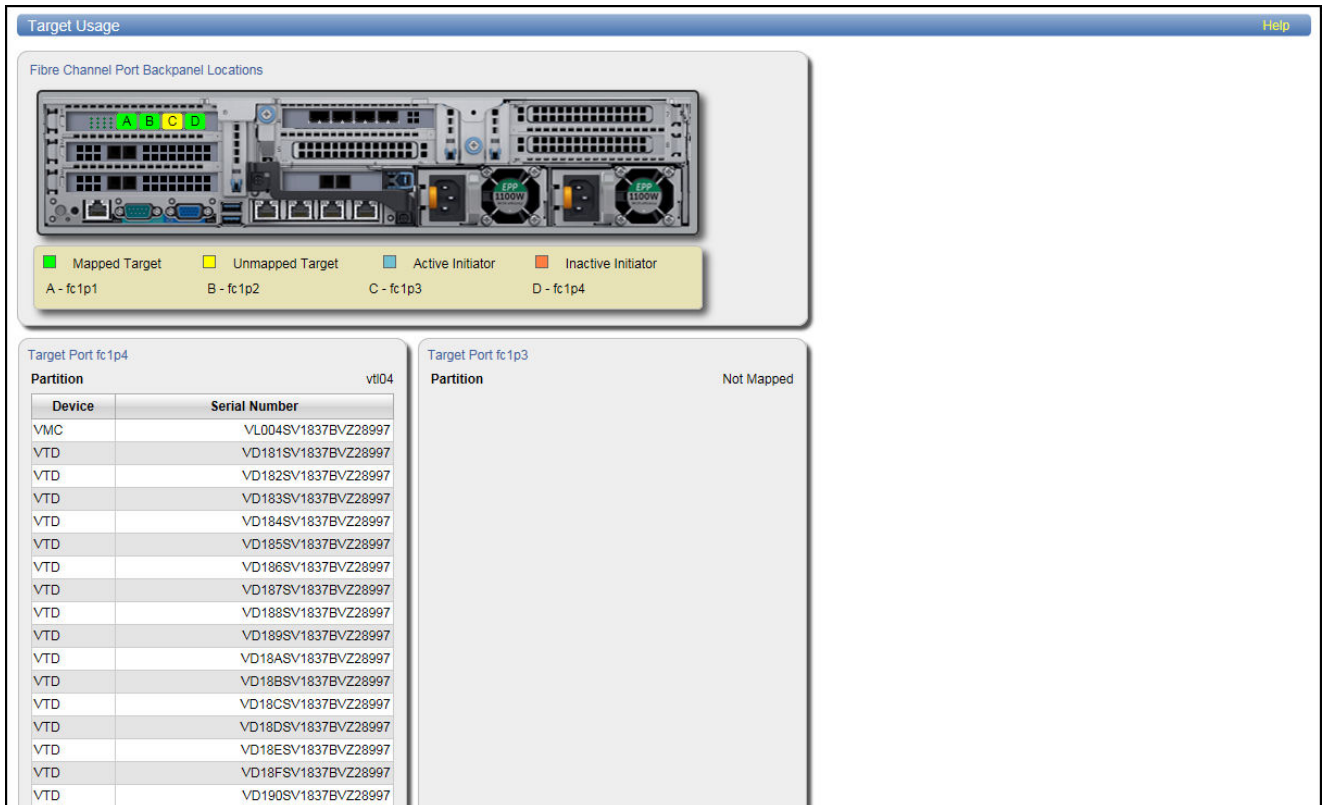 Target Usage Help
Fibre Channel Port Backpanel Locations
A B C D
EPP 1100W EPP 1100W
Mapped Target Unmapped Target Active Initiator Inactive Initiator
A - fc1p1 B - fc1p2 C - fc1p3 D - fc1p4
Target Port fc1p4 Target Port fc1p3
Partition vtl04 Partition Not Mapped
Device Serial Number
VMC VL004SV1837BVZ28997
VTD VD181SV1837BVZ28997
VTD VD182SV1837BVZ28997
VTD VD183SV1837BVZ28997
VTD VD184SV1837BVZ28997
VTD VD185SV1837BVZ28997
VTD VD186SV1837BVZ28997
VTD VD187SV1837BVZ28997
VTD VD188SV1837BVZ28997
VTD VD189SV1837BVZ28997
VTD VD18ASV1837BVZ28997
VTD VD18BSV1837BVZ28997
VTD VD18CSV1837BVZ28997
VTD VD18DSV1837BVZ28997
VTD VD18ESV1837BVZ28997
VTD VD18FSV1837BVZ28997
VTD VD190SV1837BVZ28997